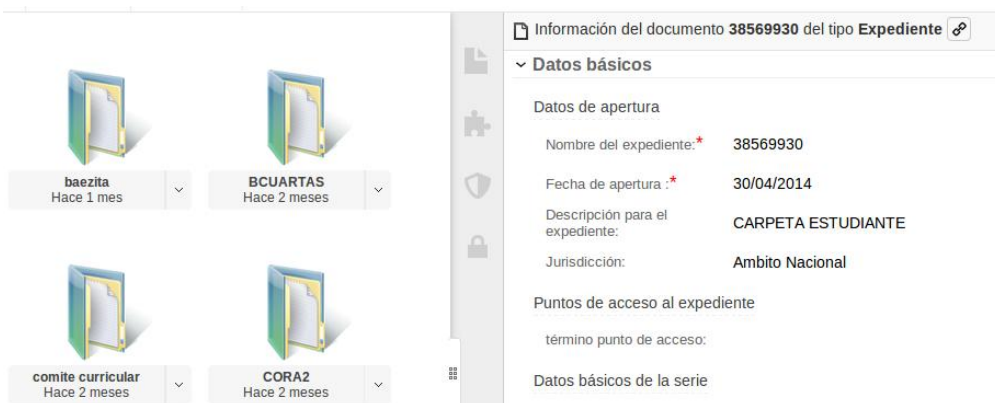 baezita
Hace 1 mes
BCUARTAS
Hace 2 meses
comite curricular
Hace 2 meses
CORA2
Hace 2 meses
Información del documento 38569930 del tipo Expediente
Datos básicos
Datos de apertura
Nombre del expediente:* 38569930
Fecha de apertura :* 30/04/2014
Descripción para el
expediente: CARPETA ESTUDIANTE
Jurisdicción: Ambito Nacional
Puntos de acceso al expediente
término punto de acceso:
Datos básicos de la serie